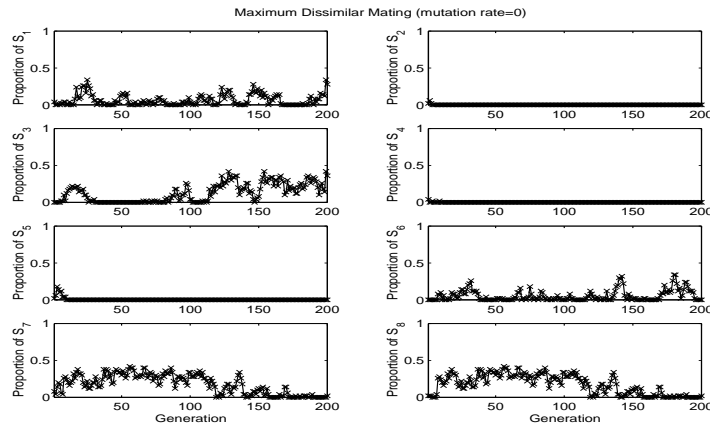 Maximum Dissimilar Mating (mutation rate=0)
Proportion of S1
1
0.5
0
50 100 150 200
Proportion of S2
1
0.5
0
50 100 150 200
Proportion of S3
1
0.5
0
50 100 150 200
Proportion of S4
1
0.5
0
50 100 150 200
Proportion of S5
1
0.5
0
50 100 150 200
Proportion of S6
1
0.5
0
50 100 150 200
Proportion of S7
1
0.5
0
50 100 150 200
Generation
Proportion of S8
1
0.5
0
50 100 150 200
Generation